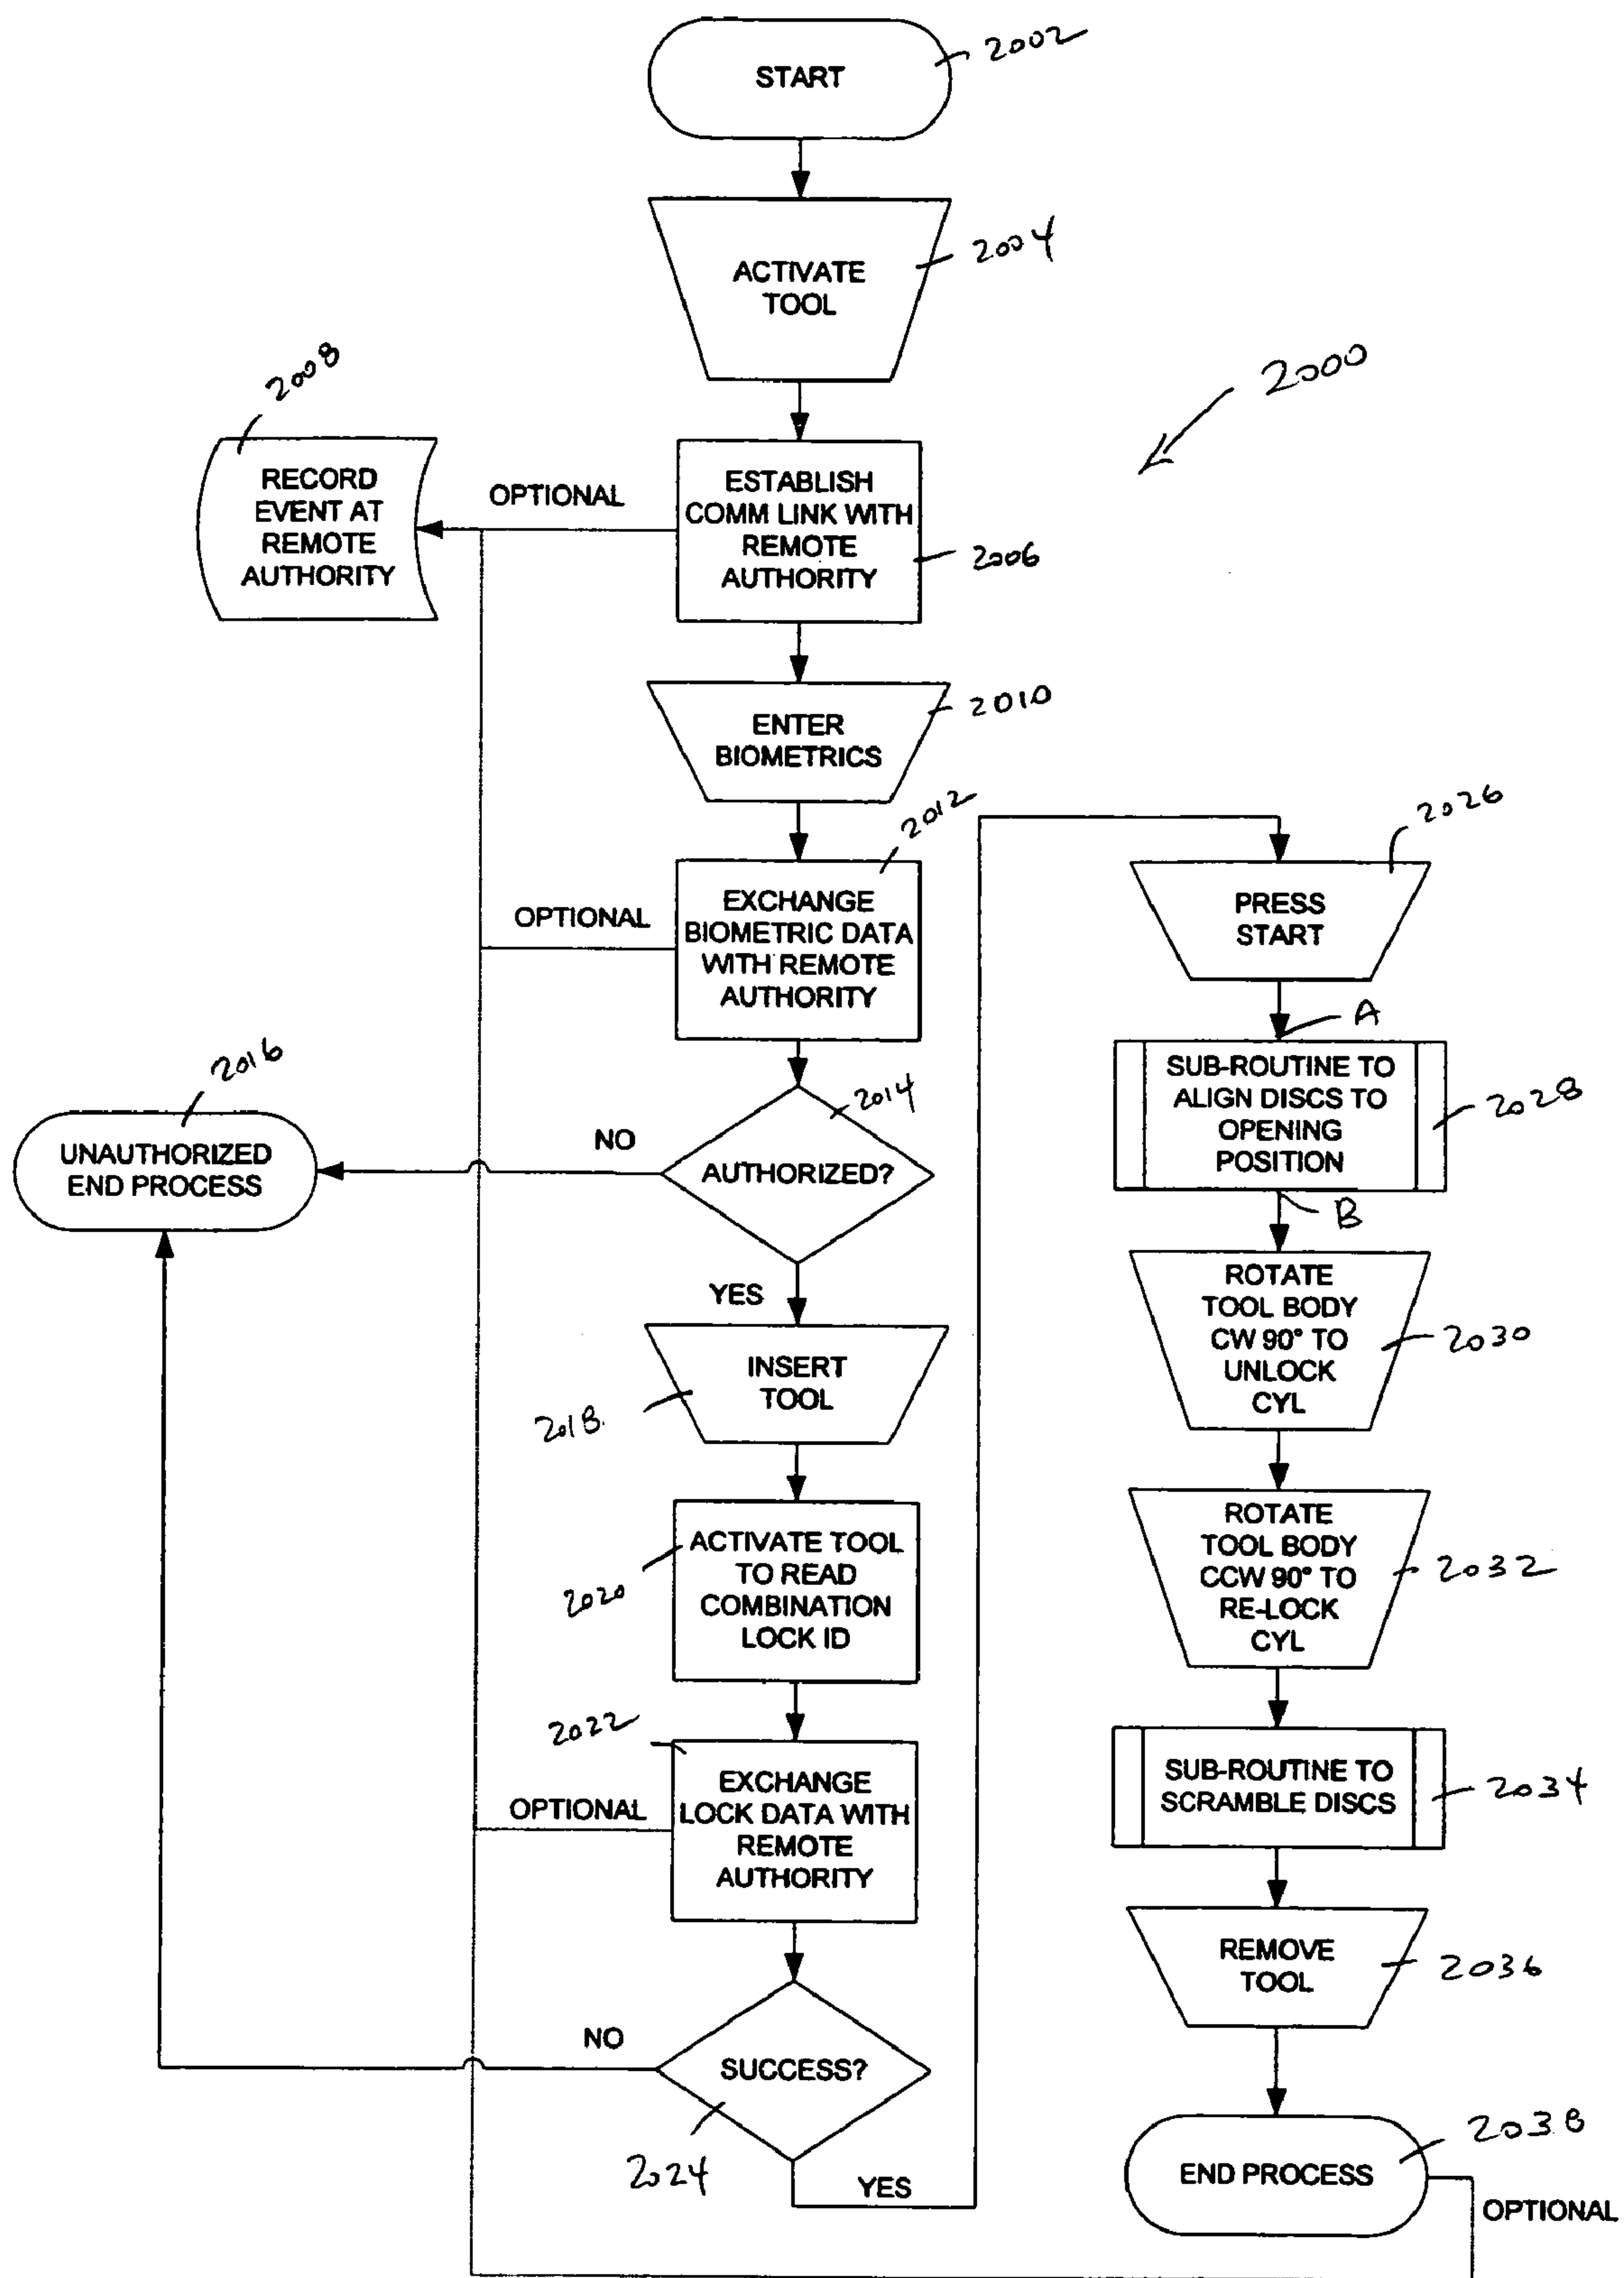 START
2002
ACTIVATE
TOOL
2004
2000
2008
RECORD
EVENT AT
REMOTE
AUTHORITY
OPTIONAL
ESTABLISH
COMM LINK WITH
REMOTE
AUTHORITY
2006
ENTER
BIOMETRICS
2010
2012
EXCHANGE
BIOMETRIC DATA
WITH REMOTE
AUTHORITY
OPTIONAL
2014
AUTHORIZED?
NO
2016
UNAUTHORIZED
END PROCESS
YES
INSERT
TOOL
2018
ACTIVATE TOOL
TO READ
COMBINATION
LOCK ID
2020
2022
EXCHANGE
LOCK DATA WITH
REMOTE
AUTHORITY
OPTIONAL
NO
SUCCESS?
2024
YES
2026
PRESS
START
A
SUB-ROUTINE TO
ALIGN DISCS TO
OPENING
POSITION
2028
B
ROTATE
TOOL BODY
CW 90° TO
UNLOCK
CYL
2030
ROTATE
TOOL BODY
CCW 90° TO
RE-LOCK
CYL
2032
SUB-ROUTINE TO
SCRAMBLE DISCS
2034
REMOVE
TOOL
2036
END PROCESS
2038
OPTIONAL